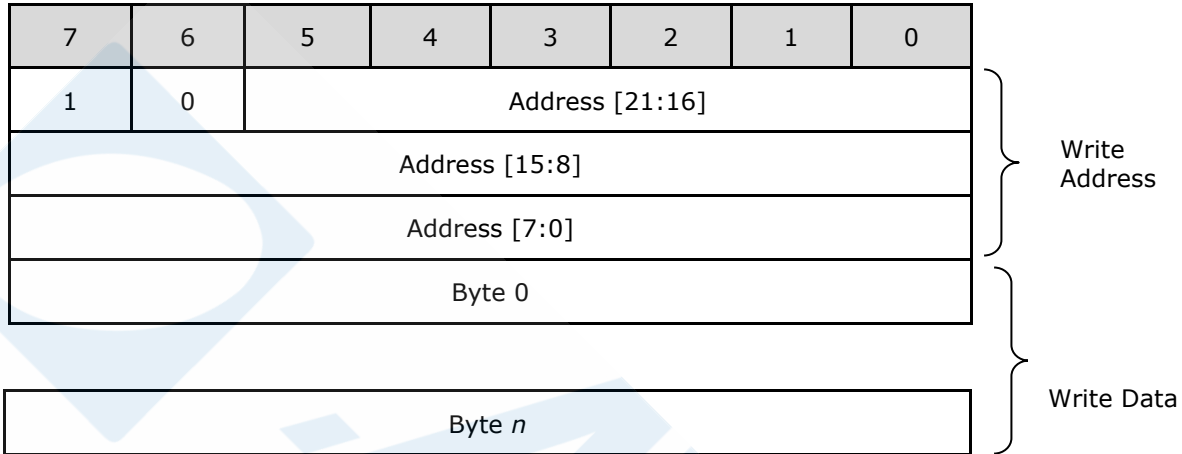 7 6 5 4 3 2 1 0
1 0 Address [21:16]
Address [15:8]
Write
Address
Address [7:0]
Byte 0
Write Data
Byte n